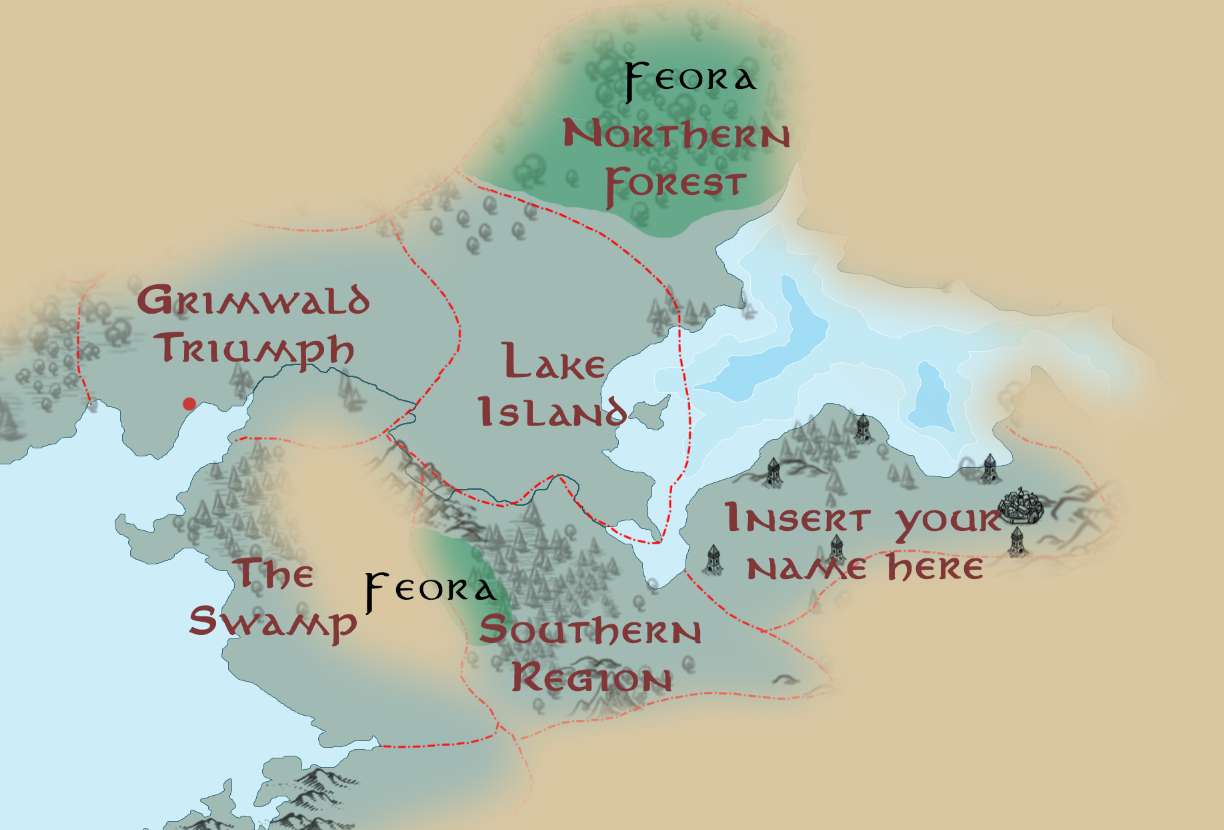 Feora
Northern
Forest
Grimwald
Triumph
Lake
Island
Insert your
name here
The
Swamp
Feora
Southern
Region